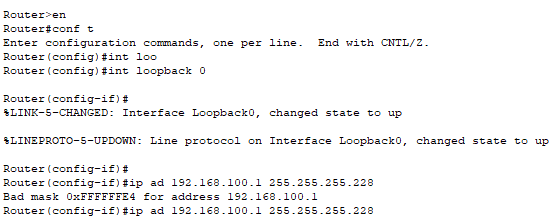 Router>en
Router#conf t
Enter configuration commands, one per line.  End with CNTL/Z.
Router(config)#int loo
Router(config)#int loopback 0
Router(config-if)#
%LINK-5-CHANGED: Interface Loopback0, changed state to up
%LINEPROTO-5-UPDOWN: Line protocol on Interface Loopback0, changed state to up
Router(config-if)#
Router(config-if)#ip ad 192.168.100.1 255.255.255.228
Bad mask 0xFFFFFFE4 for address 192.168.100.1
Router(config-if)#ip ad 192.168.100.1 255.255.255.228